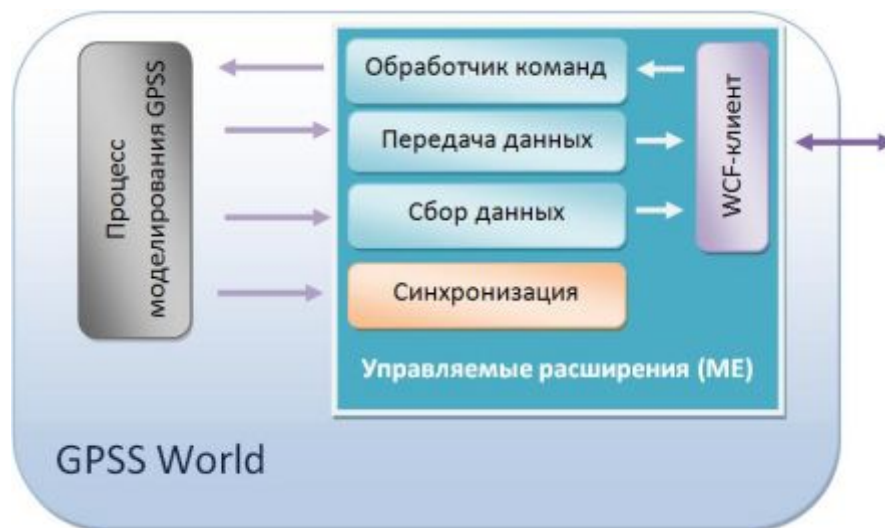 Процесс
моделирования GPSS
Обработчик команд
Передача данных
Сбор данных
Синхронизация
WCF-клиент
Управляемые расширения (ME)
GPSS World